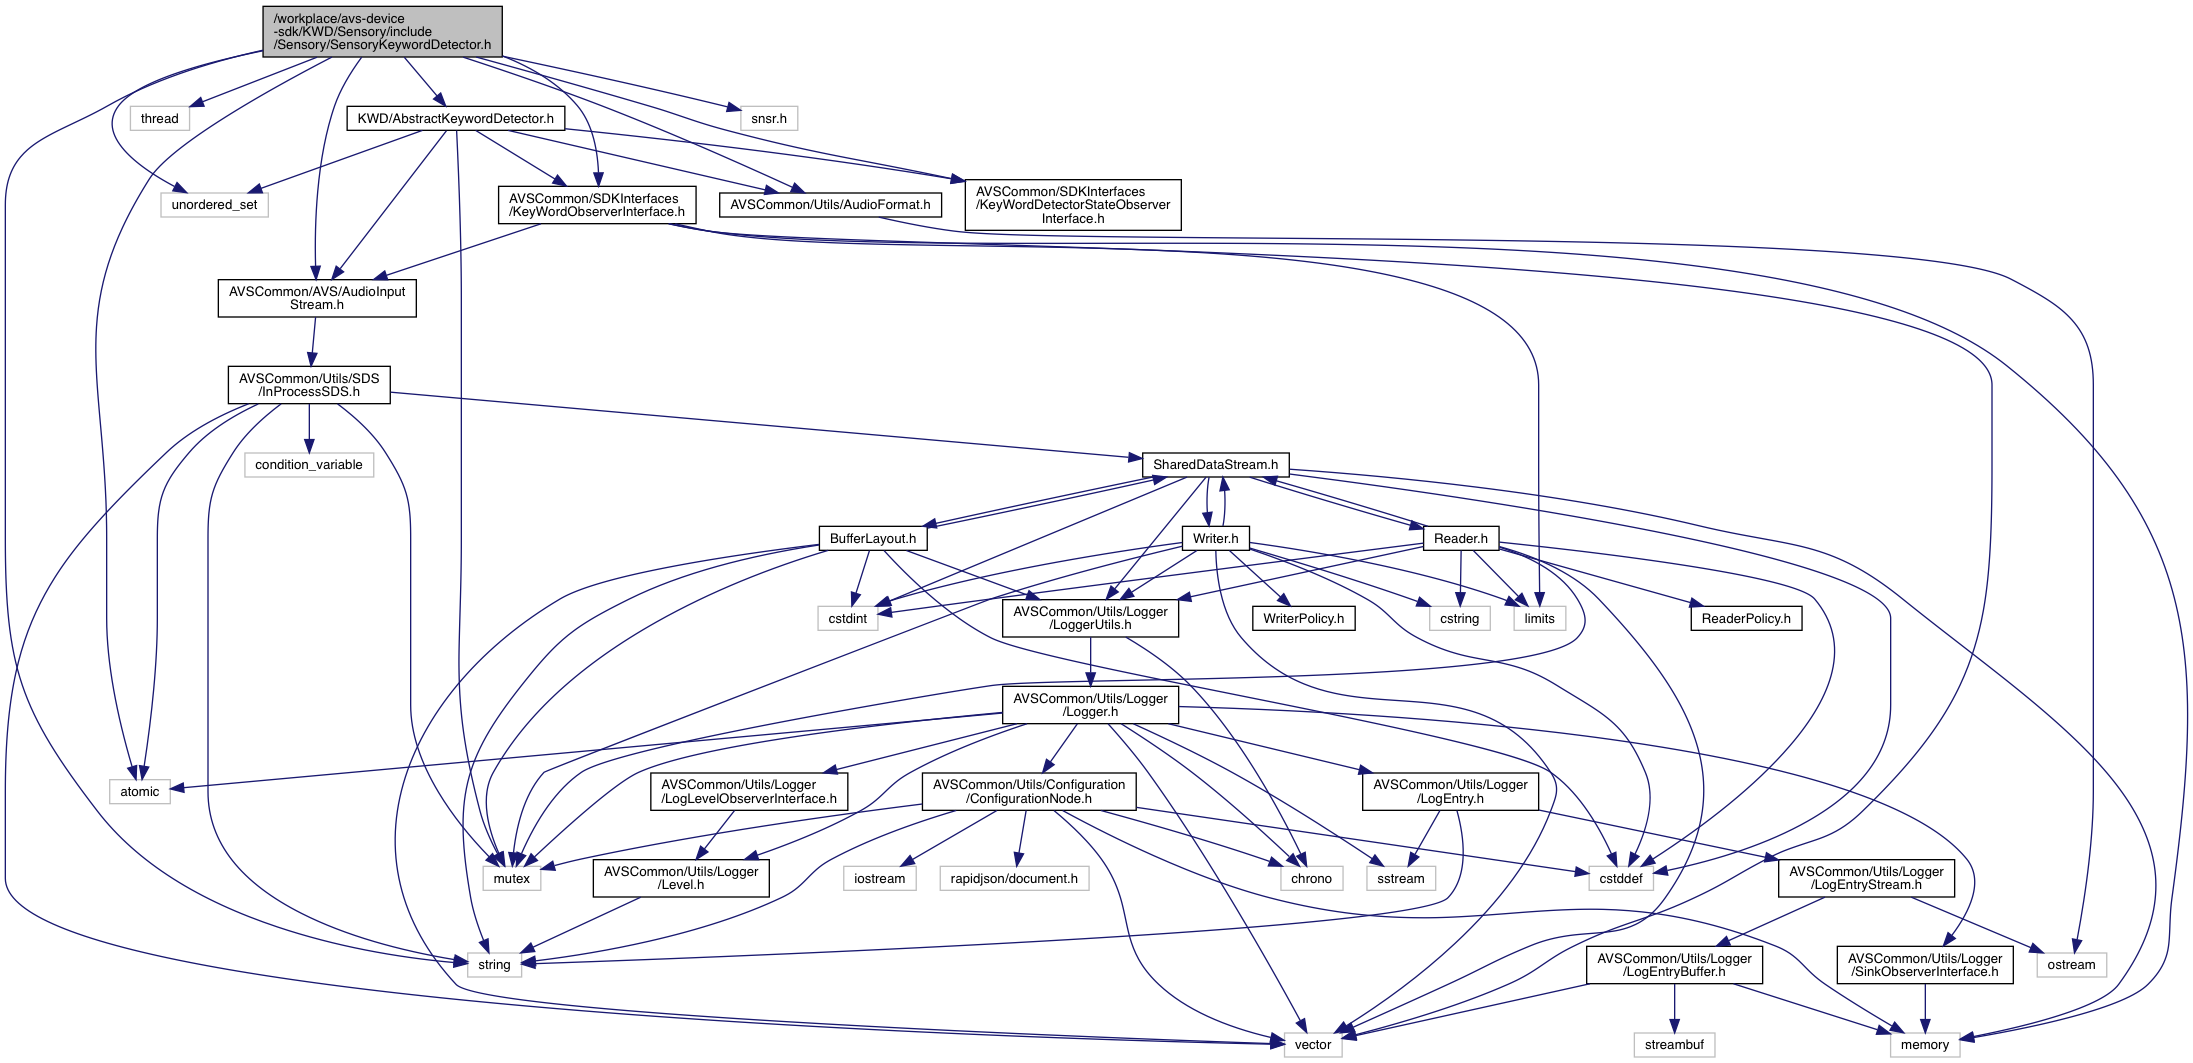 /workplace/avs-device
-sdk/KWD/Sensory/include
/Sensory/SensoryKeywordDetector.h
thread
KWD/AbstractKeywordDetector.h
snsr.h
unordered_set
AVSCommon/SDKInterfaces
/KeyWordObserverInterface.h
AVSCommon/Utils/AudioFormat.h
AVSCommon/SDKInterfaces
/KeyWordDetectorStateObserver
Interface.h
AVSCommon/AVS/AudioInput
Stream.h
AVSCommon/Utils/SDS
/InProcessSDS.h
condition_variable
SharedDataStream.h
BufferLayout.h
Writer.h
Reader.h
cstdint
AVSCommon/Utils/Logger
/LoggerUtils.h
WriterPolicy.h
cstring
limits
ReaderPolicy.h
AVSCommon/Utils/Logger
/Logger.h
atomic
AVSCommon/Utils/Logger
/LogLevelObserverInterface.h
AVSCommon/Utils/Configuration
/ConfigurationNode.h
AVSCommon/Utils/Logger
/LogEntry.h
mutex
AVSCommon/Utils/Logger
/Level.h
iostream
rapidjson/document.h
chrono
sstream
cstddef
AVSCommon/Utils/Logger
/LogEntryStream.h
string
AVSCommon/Utils/Logger
/LogEntryBuffer.h
AVSCommon/Utils/Logger
/SinkObserverInterface.h
ostream
vector
streambuf
memory